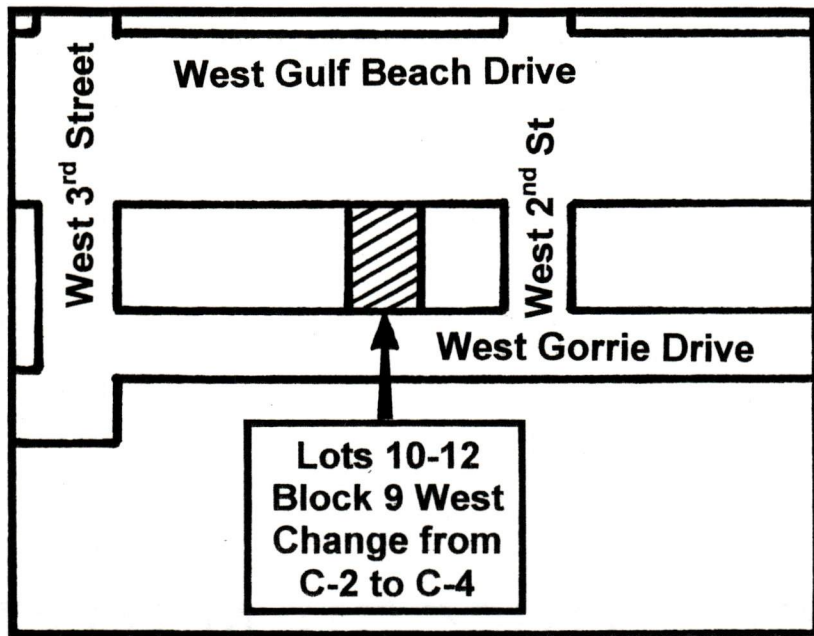 West Gulf Beach Drive
West 3rd Street
West 2nd St
West Gorrie Drive
Lots 10-12
Block 9 West
Change from
C-2 to C-4